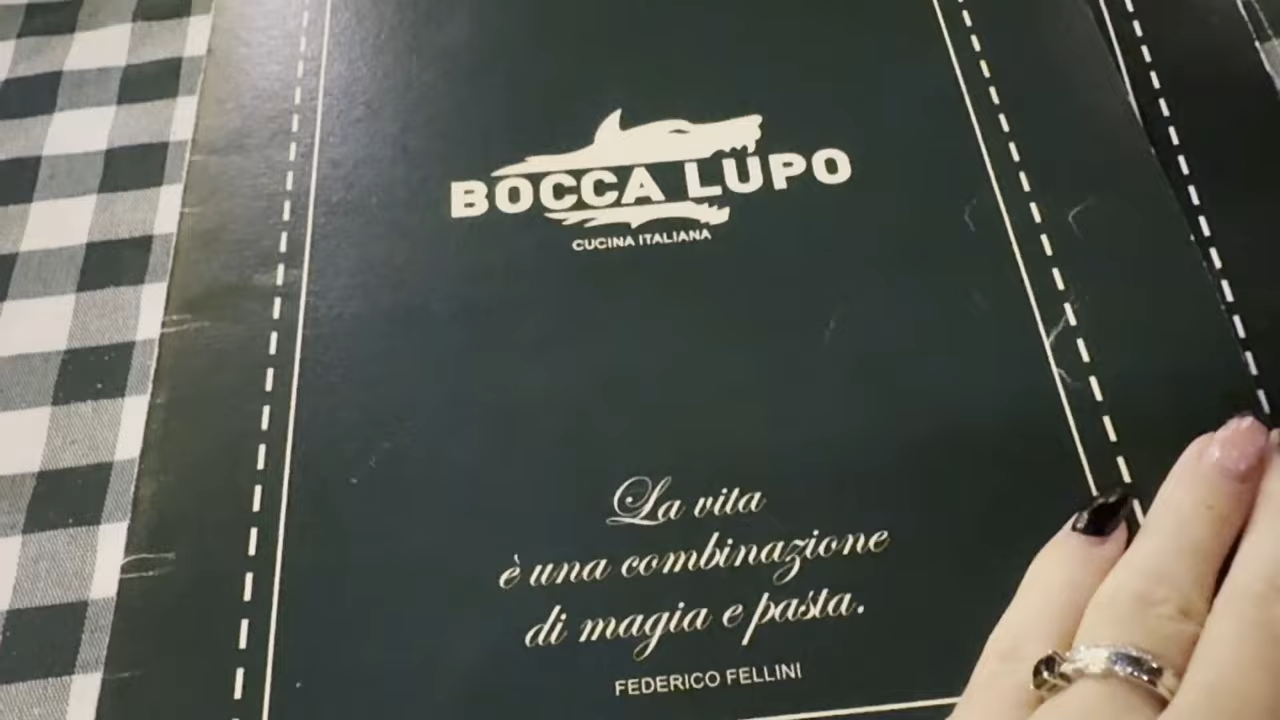 BOCCA LUPO
CUCINA ITALIANA
La vita
è una combinazione
di magia e pasta.
FEDERICO FELLINI